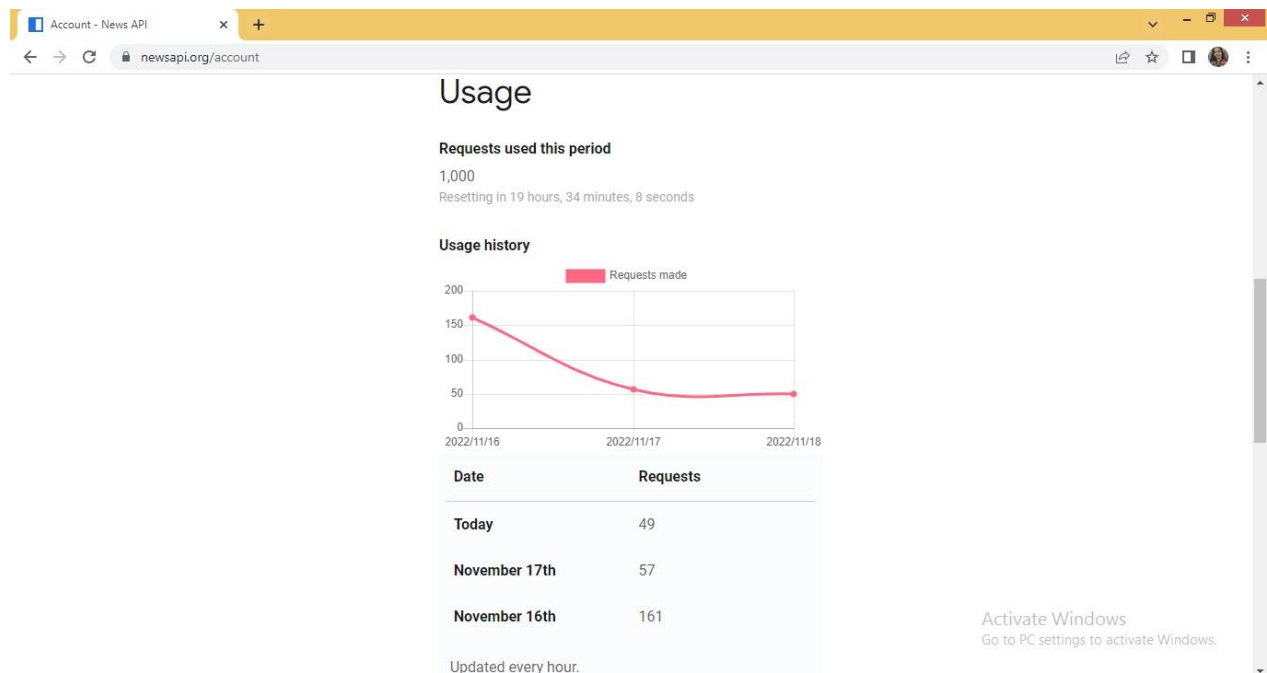 Account - News API
newsapi.org/account
Usage
Requests used this period
1,000
Resetting in 19 hours, 34 minutes, 8 seconds
Usage history
Requests made
200
150
100
50
0
2022/11/16 2022/11/17 2022/11/18
Date Requests
Today 49
November 17th 57
November 16th 161
Updated every hour.
Activate Windows
Go to PC settings to activate Windows.